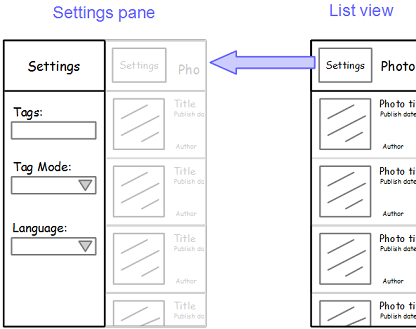 Settings pane
List view
Settings
Tags:
Tag Mode:
Language:
Settings
Pho
Title
Publish da
Author
Title
Publish da
Author
Title
Publish da
Author
Title
Publish da
Settings
Photo
Photo ti
Publish date
Author
Photo ti
Publish date
Author
Photo ti
Publish date
Author
Photo ti
Publish date